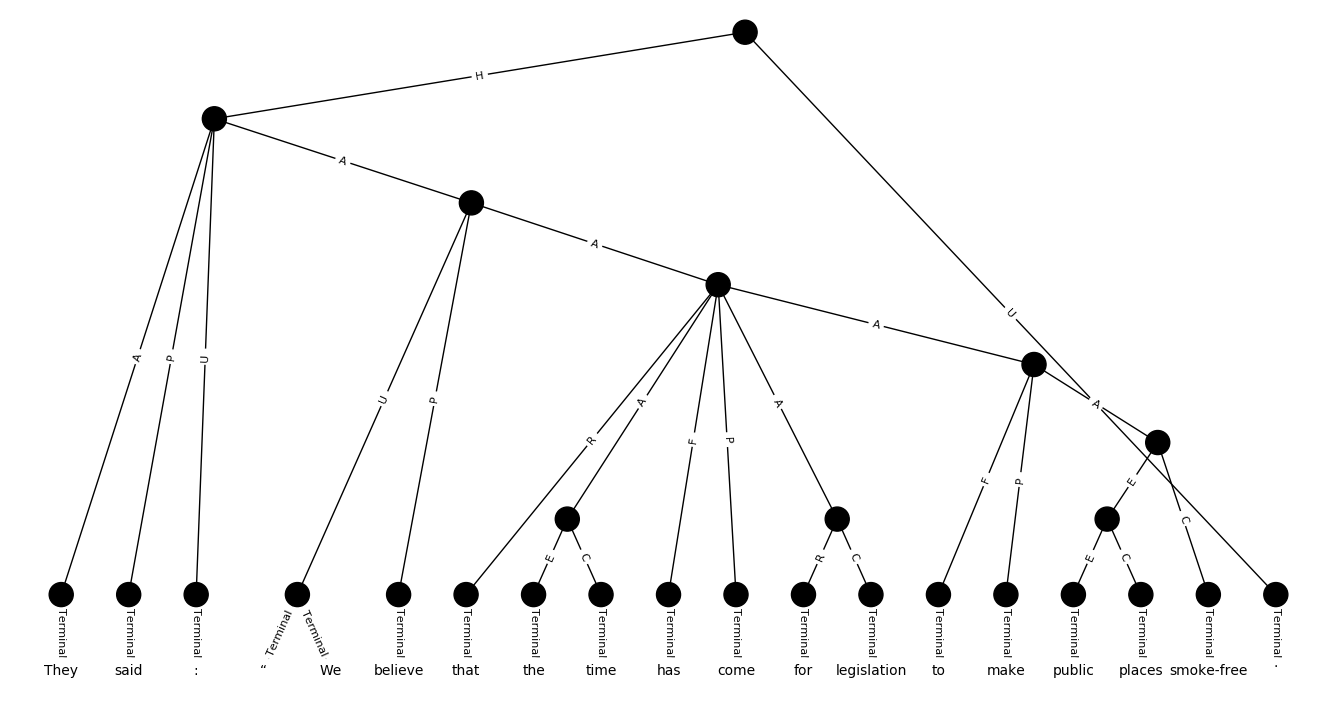 H
A
A
A
U
A
P
U
U
P
R
A
F
P
A
A
F
P
E
C
E
C
R
C
E
C
Terminal Terminal Terminal Terminal Terminal Terminal Terminal Terminal Terminal Terminal Terminal Terminal Terminal Terminal Terminal Terminal Terminal Terminal Terminal
They said : “ We believe that the time has come for legislation to make public places smoke-free .